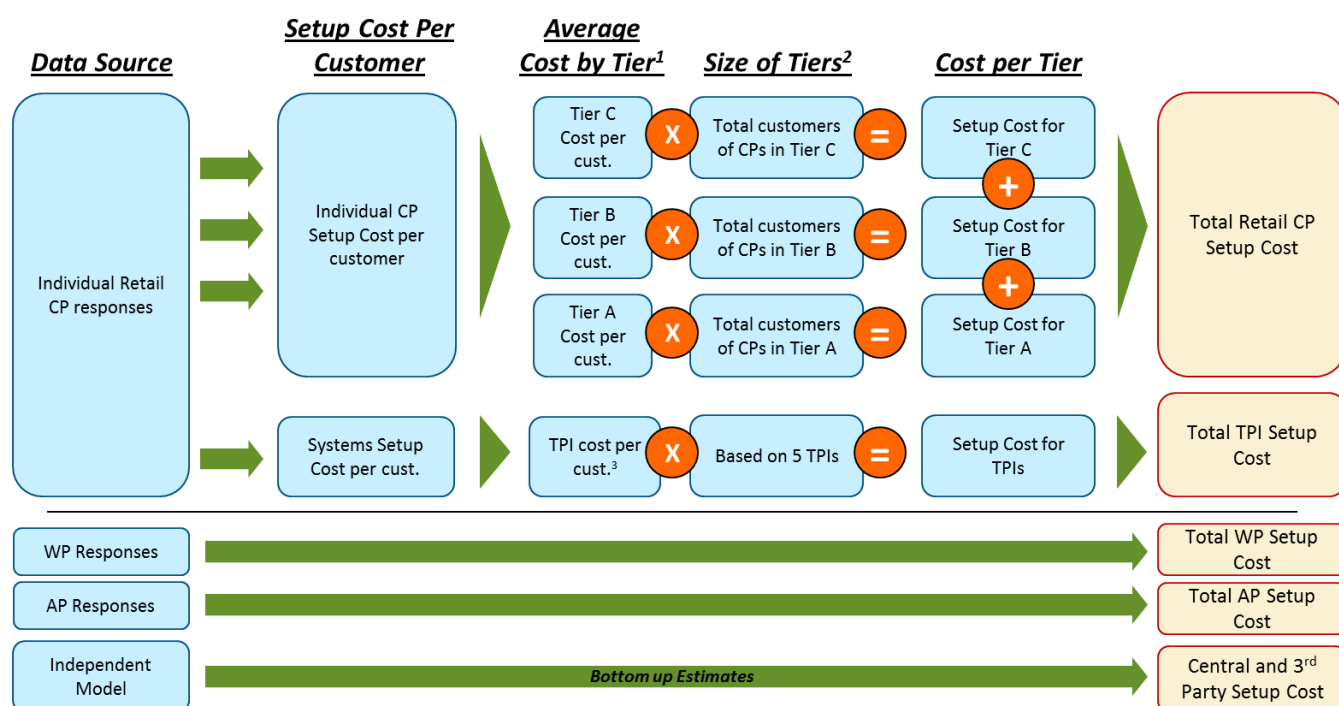 Data Source
Setup Cost Per
Customer
Average
Cost by Tier¹
Size of Tiers²
Cost per Tier
Individual Retail
CP responses
Individual CP
Setup Cost per
customer
Tier C
Cost per
cust.
X
Total customers
of CPs in Tier C
=
Setup Cost for
Tier C
+
Tier B
Cost per
cust.
X
Total customers
of CPs in Tier B
=
Setup Cost for
Tier B
+
Tier A
Cost per
cust.
X
Total customers
of CPs in Tier A
=
Setup Cost for
Tier A
Total Retail CP
Setup Cost
Systems Setup
Cost per cust.
TPI cost per
cust.³
X
Based on 5 TPIs
=
Setup Cost for
TPIs
Total TPI Setup
Cost
WP Responses
Total WP Setup
Cost
AP Responses
Total AP Setup
Cost
Independent
Model
Bottom up Estimates
Central and 3rd
Party Setup Cost